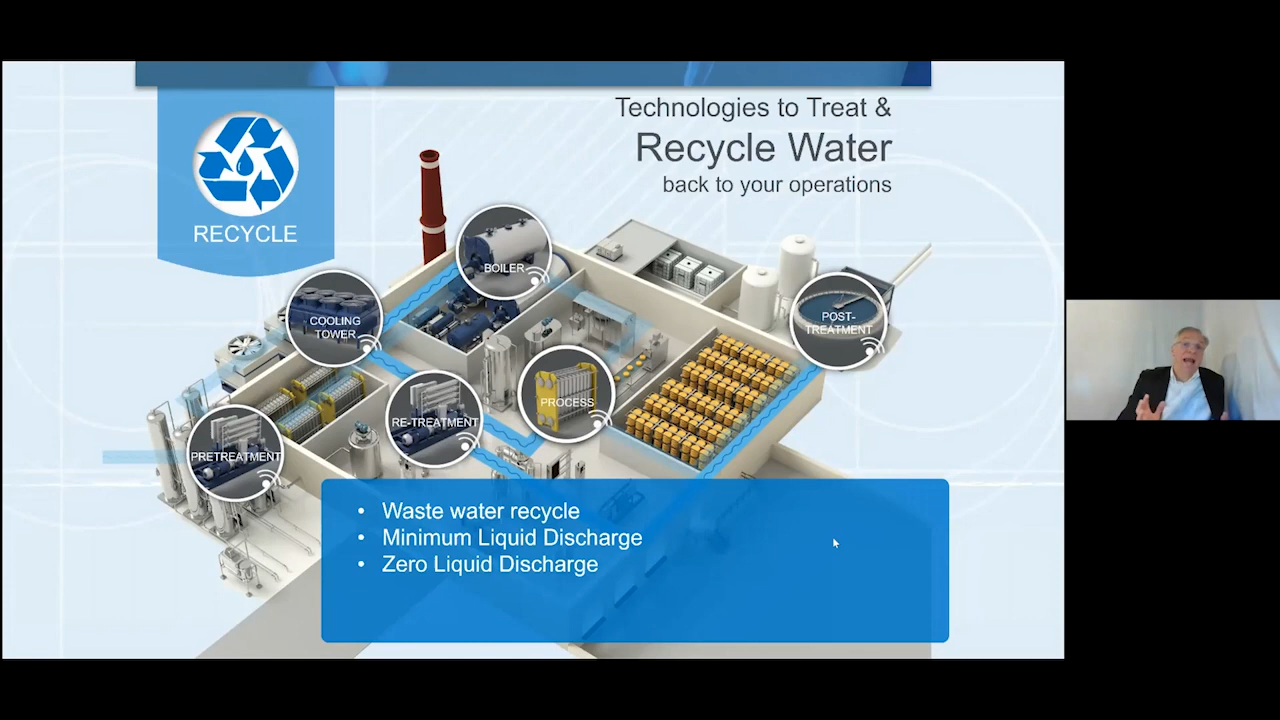 Technologies to Treat &
Recycle Water
back to your operations
RECYCLE
BOILER
COOLING
TOWER
POST-
TREATMENT
PROCESS
RE-TREATMENT
PRETREATMENT
• Waste water recycle
• Minimum Liquid Discharge
• Zero Liquid Discharge